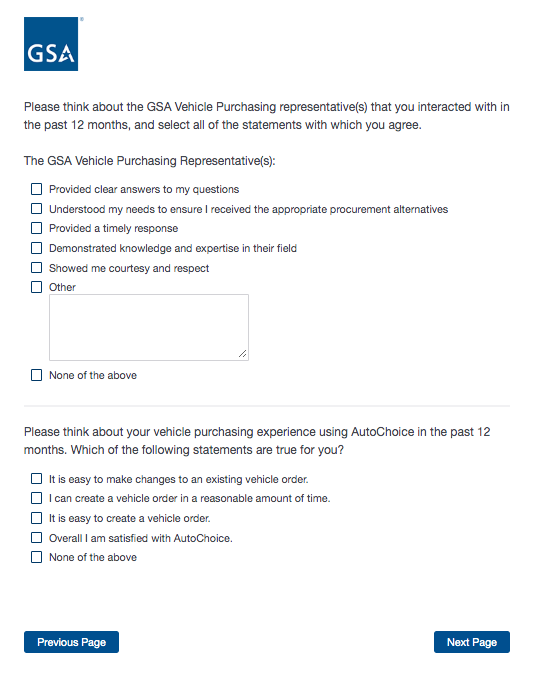 GSA
Please think about the GSA Vehicle Purchasing representative(s) that you interacted with in
the past 12 months, and select all of the statements with which you agree.
The GSA Vehicle Purchasing Representative(s):
Provided clear answers to my questions
Understood my needs to ensure I received the appropriate procurement alternatives
Provided a timely response
Demonstrated knowledge and expertise in their field
Showed me courtesy and respect
Other
None of the above
Please think about your vehicle purchasing experience using AutoChoice in the past 12
months. Which of the following statements are true for you?
It is easy to make changes to an existing vehicle order.
I can create a vehicle order in a reasonable amount of time.
It is easy to create a vehicle order.
Overall I am satisfied with AutoChoice.
None of the above
Previous Page
Next Page